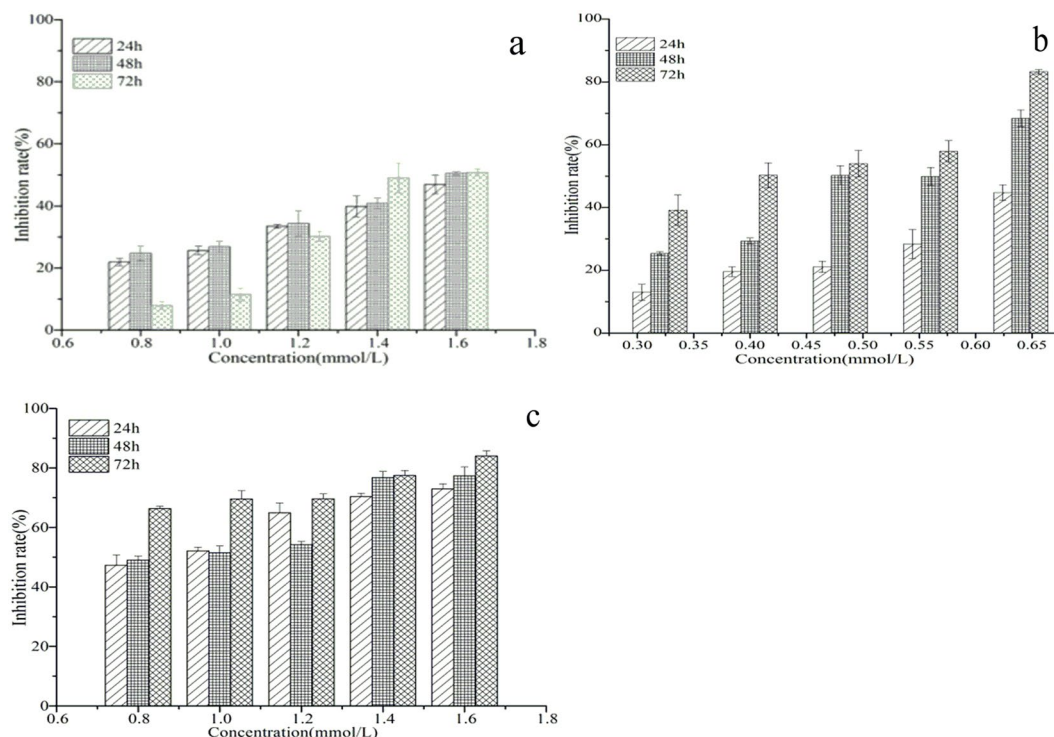 a
24h
48h
72h
Inhibition rate(%)
100
80
60
40
20
0
0.6 0.8 1.0 1.2 1.4 1.6 1.8
Concentration(mmol/L)
b
24h
48h
72h
Inhibition rate(%)
100
80
60
40
20
0
0.30 0.35 0.40 0.45 0.50 0.55 0.60 0.65
Concentration(mmol/L)
c
24h
48h
72h
Inhibition rate(%)
100
80
60
40
20
0
0.6 0.8 1.0 1.2 1.4 1.6 1.8
Concentration(mmol/L)